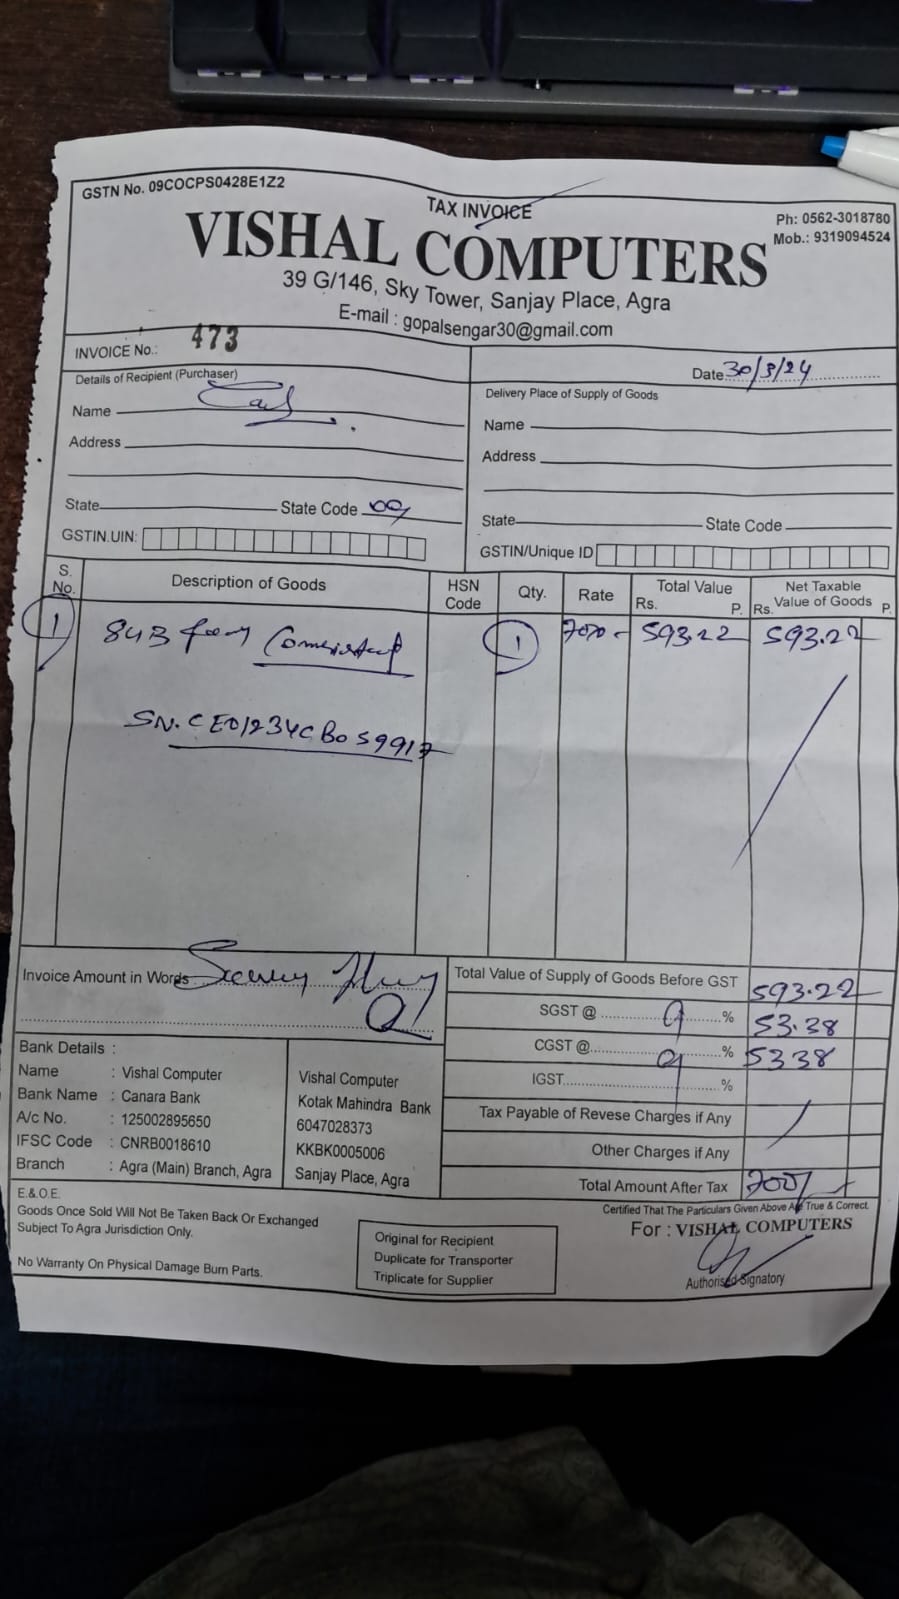 GSTN No. 09COCPS0428E1Z2
TAX INVOICE
Ph: 0562-3018780
Mob.: 9319094524
VISHAL COMPUTERS
39 G/146, Sky Tower, Sanjay Place, Agra
E-mail : gopalsengar30@gmail.com
INVOICE No.: 473
Date 30/3/24
Details of Recipient (Purchaser)
Name
Address
State State Code 09
GSTIN.UIN:
Delivery Place of Supply of Goods
Name
Address
State State Code
GSTIN/Unique ID
S. No. Description of Goods HSN Code Qty. Rate Total Value Rs. P. Net Taxable Value of Goods Rs. P.
1 1 593.22 593.22
SN. CE01234CB059917
Invoice Amount in Words
Total Value of Supply of Goods Before GST 593.22
SGST @ 9 % 53.38
CGST @ 9 % 5338
IGST %
Tax Payable of Revese Charges if Any
Other Charges if Any
Total Amount After Tax 700/
Bank Details :
Name : Vishal Computer
Bank Name : Canara Bank
A/c No. : 125002895650
IFSC Code : CNRB0018610
Branch : Agra (Main) Branch, Agra
Vishal Computer
Kotak Mahindra Bank
6047028373
KKBK0005006
Sanjay Place, Agra
E.& O.E.
Goods Once Sold Will Not Be Taken Back Or Exchanged
Subject To Agra Jurisdiction Only.
No Warranty On Physical Damage Burn Parts.
Original for Recipient
Duplicate for Transporter
Triplicate for Supplier
Certified That The Particulars Given Above Are True & Correct.
For : VISHAL COMPUTERS
Authorised Signatory